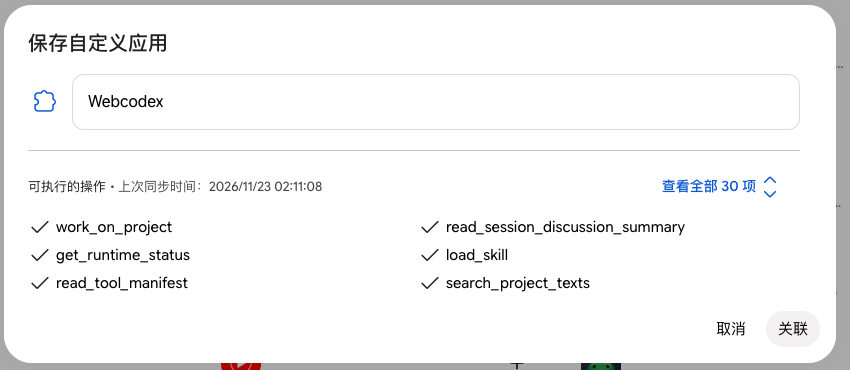 保存自定义应用
Webcodex
可执行的操作 • 上次同步时间：2026/11/23 02:11:08
查看全部 30 项
work_on_project
read_session_discussion_summary
get_runtime_status
load_skill
read_tool_manifest
search_project_texts
取消
关联